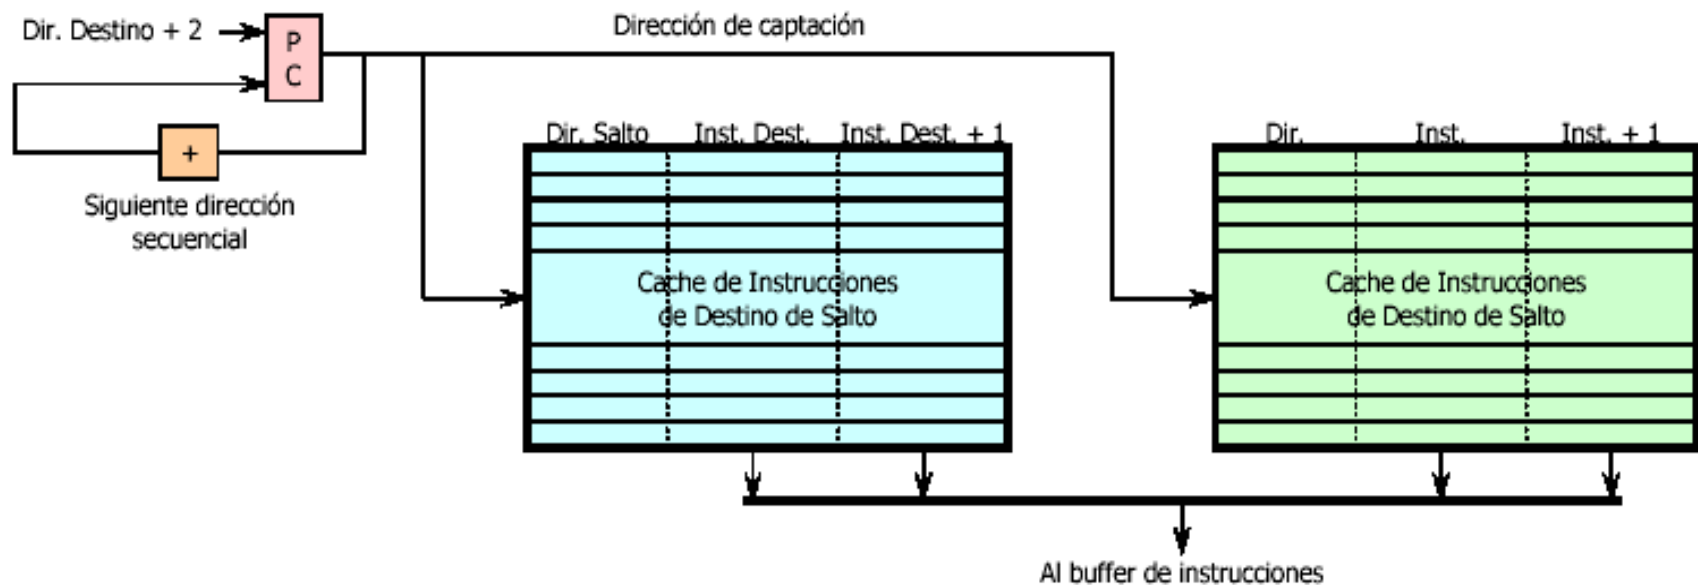 Dirección de captación
Dir. Destino + 2
P
C
+
Siguiente dirección
secuencial
Dir. Salto Inst. Dest. Inst. Dest. + 1
Cache de Instrucciones
de Destino de Salto
Dir. Inst. Inst. + 1
Cache de Instrucciones
de Destino de Salto
Al buffer de instrucciones